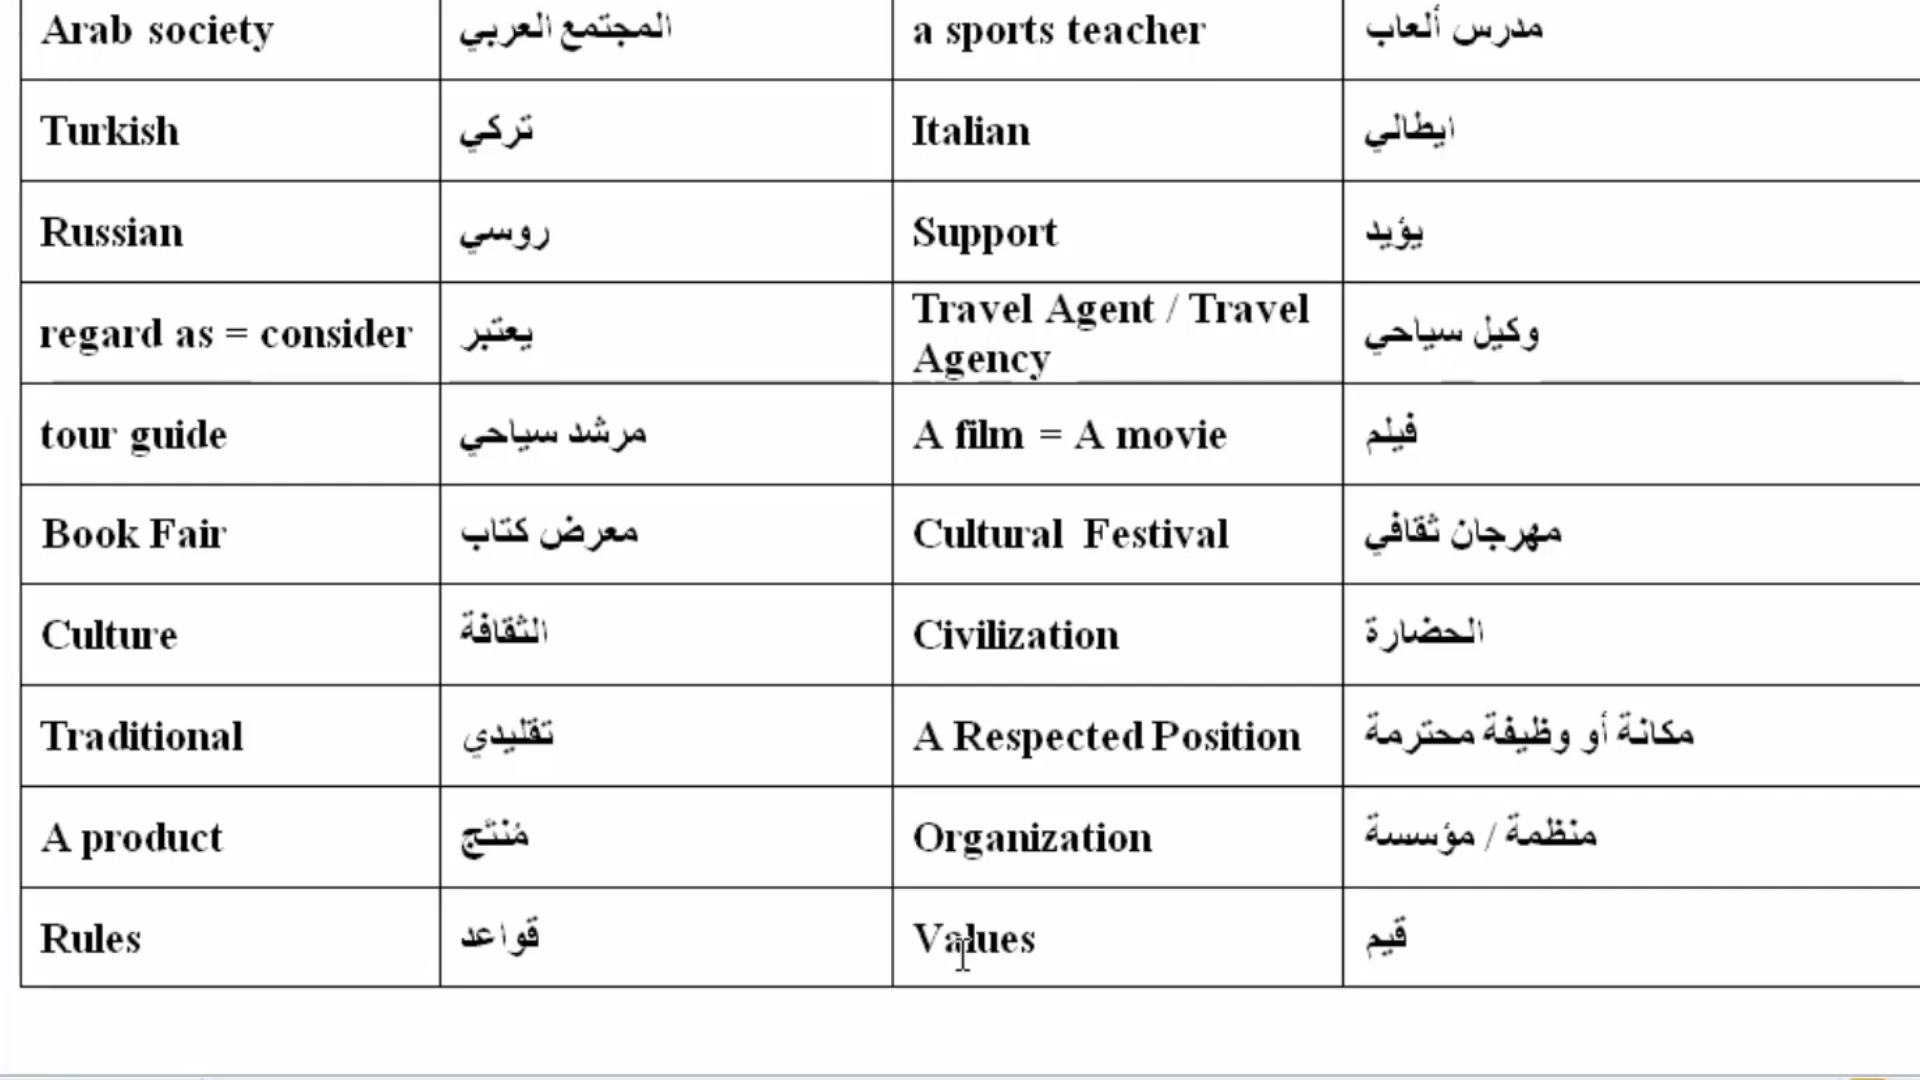 Arab society المجتمع العربي a sports teacher مدرس ألعاب
Turkish تركي Italian ايطالي
Russian روسي Support يؤيد
regard as = consider يعتبر Travel Agent / Travel Agency وكيل سياحي
tour guide مرشد سياحي A film = A movie فيلم
Book Fair معرض كتاب Cultural Festival مهرجان ثقافي
Culture الثقافة Civilization الحضارة
Traditional تقليدي A Respected Position مكانة أو وظيفة محترمة
A product مُنتَج Organization منظمة / مؤسسة
Rules قواعد Values قيم